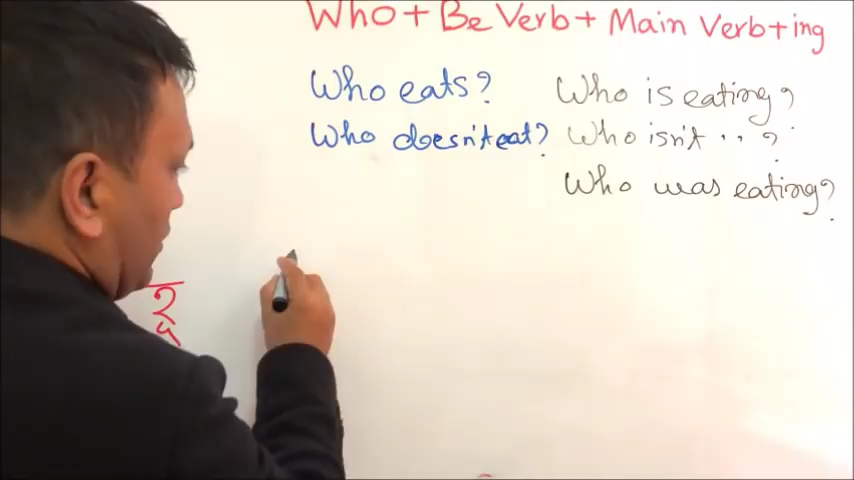 Who + Be Verb + Main Verb + ing
Who eats? Who is eating?
Who doesn't eat? Who isn't ..?
Who was eating?